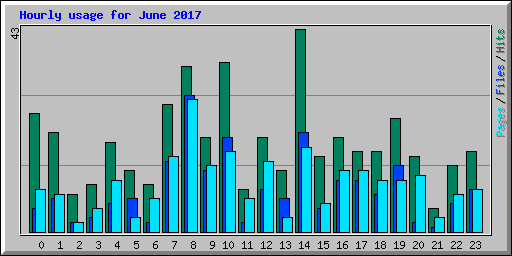 Hourly usage for June 2017
43
Pages/Files/Hits
0 1 2 3 4 5 6 7 8 9 10 11 12 13 14 15 16 17 18 19 20 21 22 23